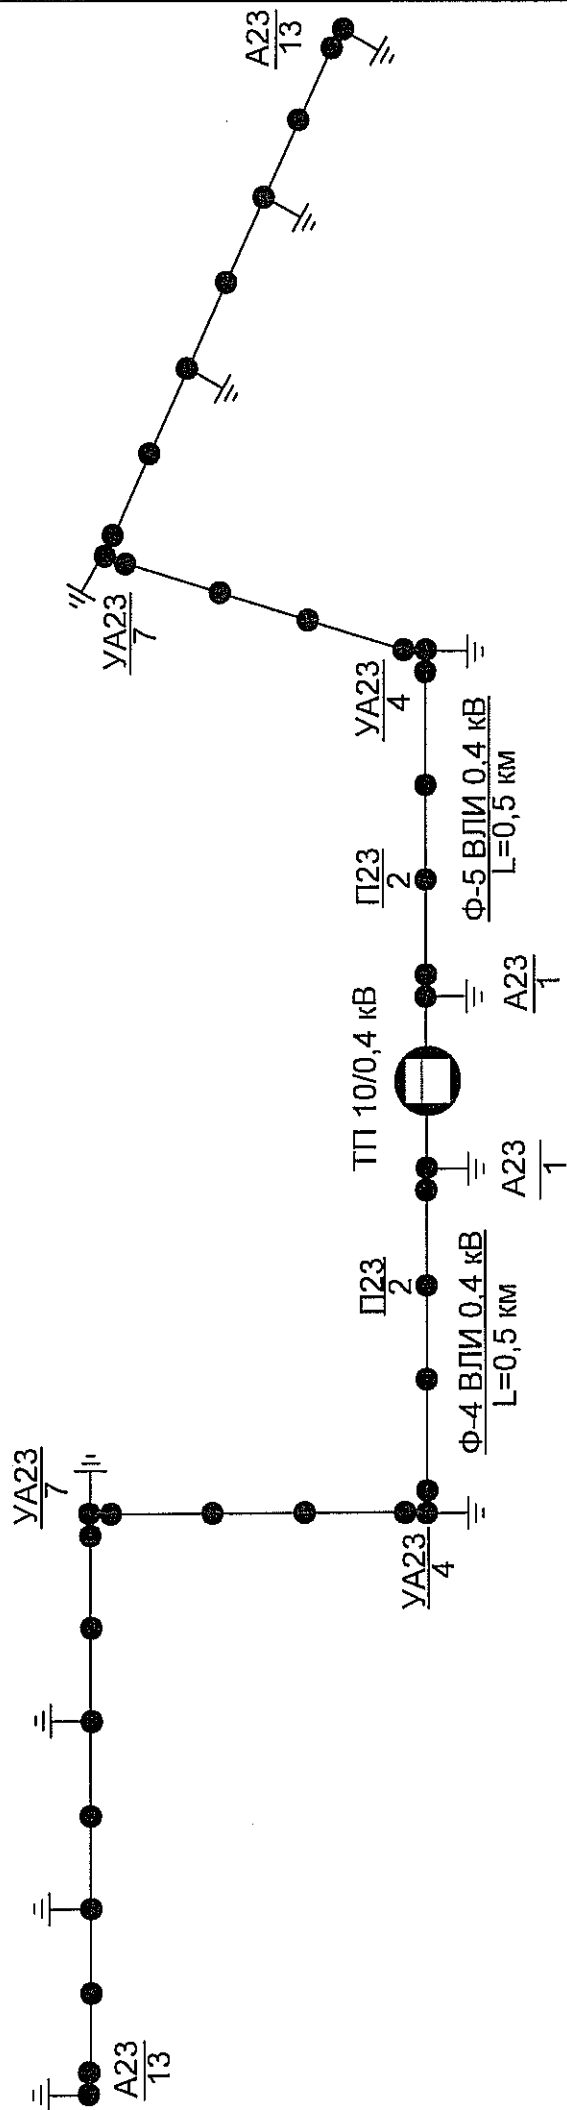 А23
13
УА23
7
УА23
4
П23
2
Ф-4 ВЛИ 0,4 кВ
L=0,5 км
А23
1
ТП 10/0,4 кВ
А23
1
П23
2
Ф-5 ВЛИ 0,4 кВ
L=0,5 км
УА23
4
УА23
7
А23
13